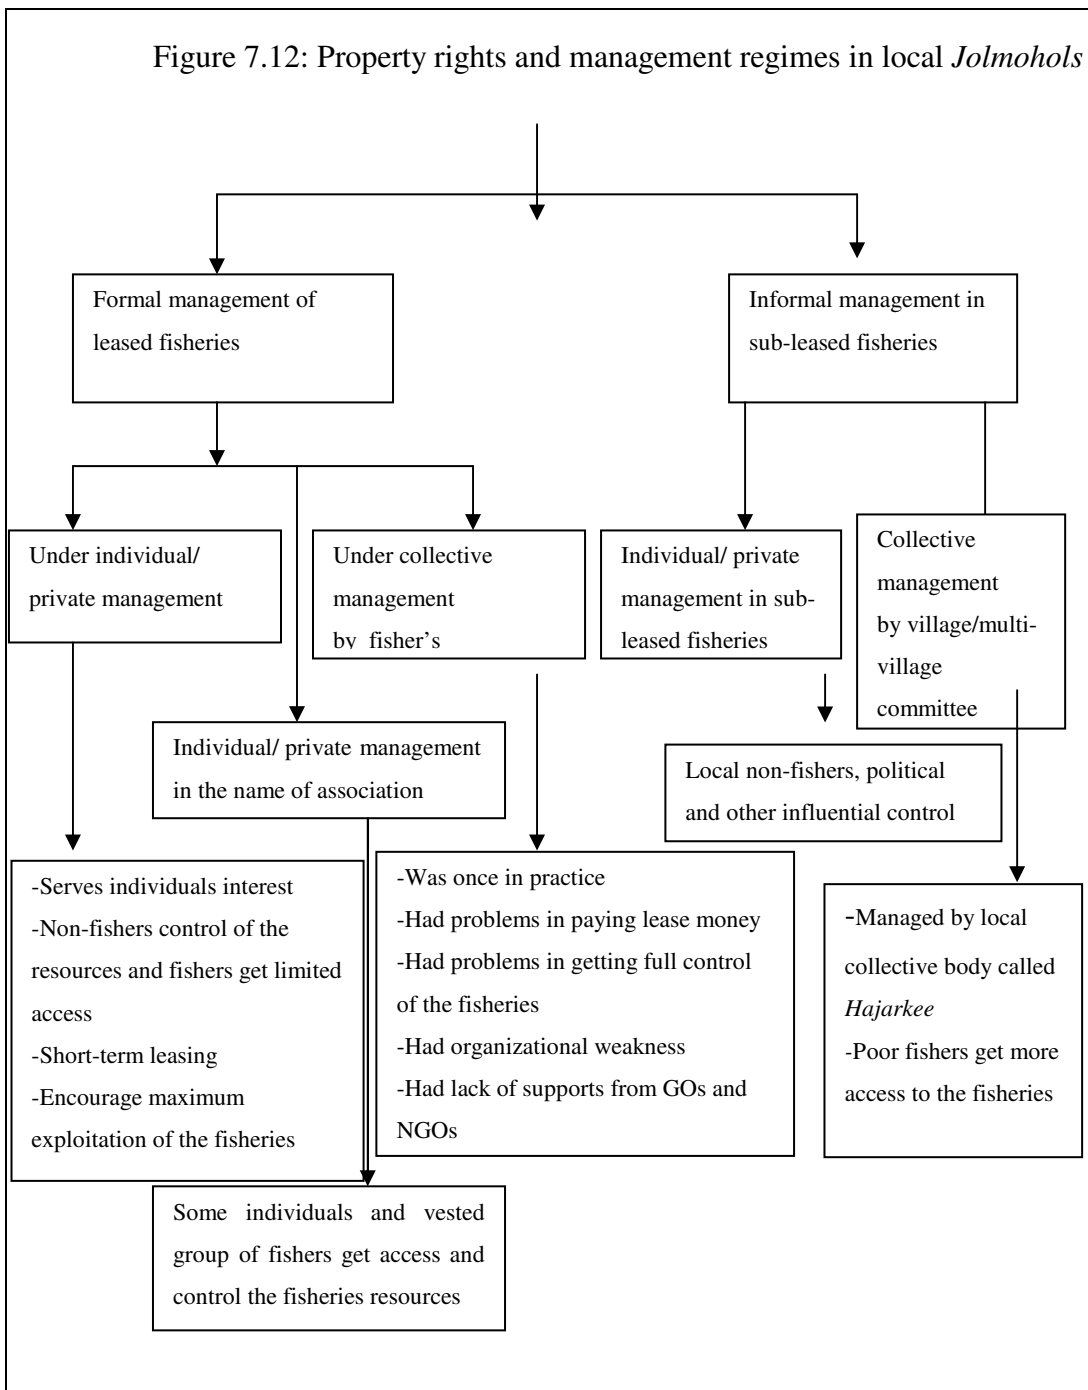 Figure 7.12: Property rights and management regimes in local Jolmohols
Formal management of
leased fisheries
Informal management in
sub-leased fisheries
Under individual/
private management
Under collective
management
by fisher's
Individual/ private
management in sub-
leased fisheries
Collective
management
by village/multi-
village
committee
Individual/ private management
in the name of association
Local non-fishers, political
and other influential control
-Serves individuals interest
-Non-fishers control of the
resources and fishers get limited
access
-Short-term leasing
-Encourage maximum
exploitation of the fisheries
-Was once in practice
-Had problems in paying lease money
-Had problems in getting full control
of the fisheries
-Had organizational weakness
-Had lack of supports from GOs and
NGOs
-Managed by local
collective body called
Hajarkee
-Poor fishers get more
access to the fisheries
Some individuals and vested
group of fishers get access and
control the fisheries resources